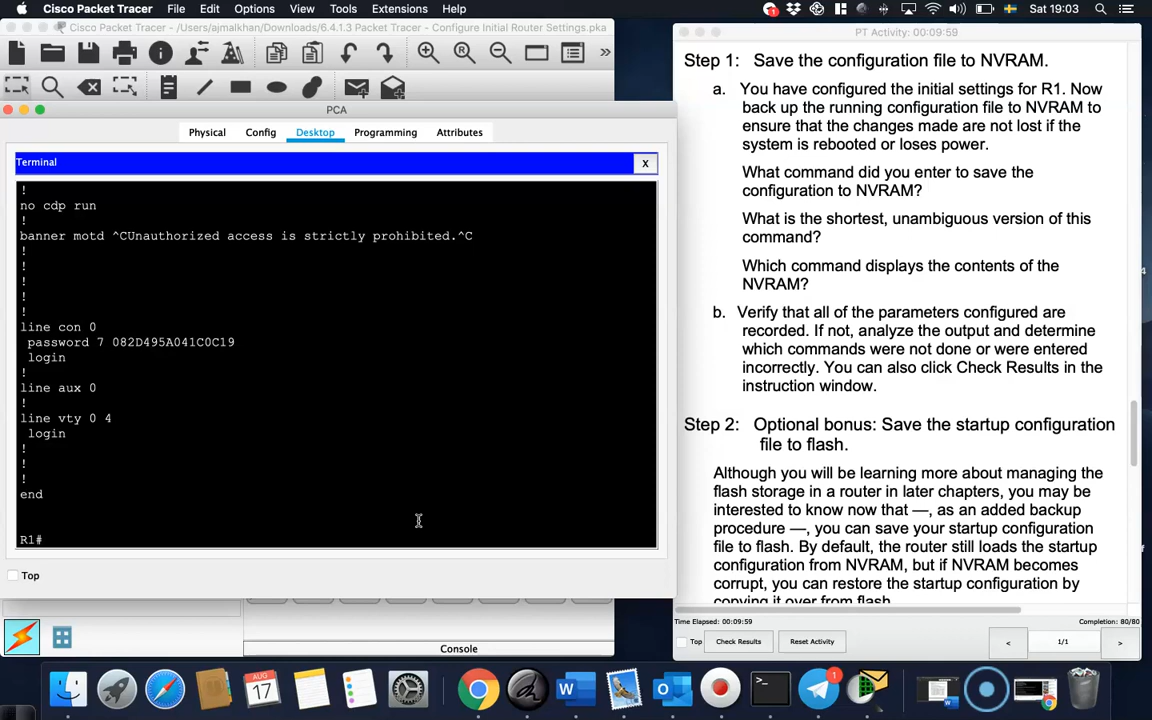 Cisco Packet Tracer File Edit Options View Tools Extensions Help Sat 19:03
Cisco Packet Tracer - /Users/ajmalkhan/Downloads/6.4.1.3 Packet Tracer - Configure Initial Router Settings.pka
PCA
Physical Config Desktop Programming Attributes
Terminal X
!
no cdp run
!
banner motd ^CUnauthorized access is strictly prohibited.^C
!
!
!
!
!
line con 0
password 7 082D495A041C0C19
login
!
line aux 0
!
line vty 0 4
login
!
!
!
end
R1#
Top
Console
PT Activity: 00:09:59
Step 1: Save the configuration file to NVRAM.
a. You have configured the initial settings for R1. Now
back up the running configuration file to NVRAM to
ensure that the changes made are not lost if the
system is rebooted or loses power.
What command did you enter to save the
configuration to NVRAM?
What is the shortest, unambiguous version of this
command?
Which command displays the contents of the
NVRAM?
b. Verify that all of the parameters configured are
recorded. If not, analyze the output and determine
which commands were not done or were entered
incorrectly. You can also click Check Results in the
instruction window.
Step 2: Optional bonus: Save the startup configuration
file to flash.
Although you will be learning more about managing the
flash storage in a router in later chapters, you may be
interested to know now that —, as an added backup
procedure —, you can save your startup configuration
file to flash. By default, the router still loads the startup
configuration from NVRAM, but if NVRAM becomes
corrupt, you can restore the startup configuration by
copying it over from flash.
Time Elapsed: 00:09:59 Completion: 80/80
Top Check Results Reset Activity < 1/1 >
AUG
17
W
1